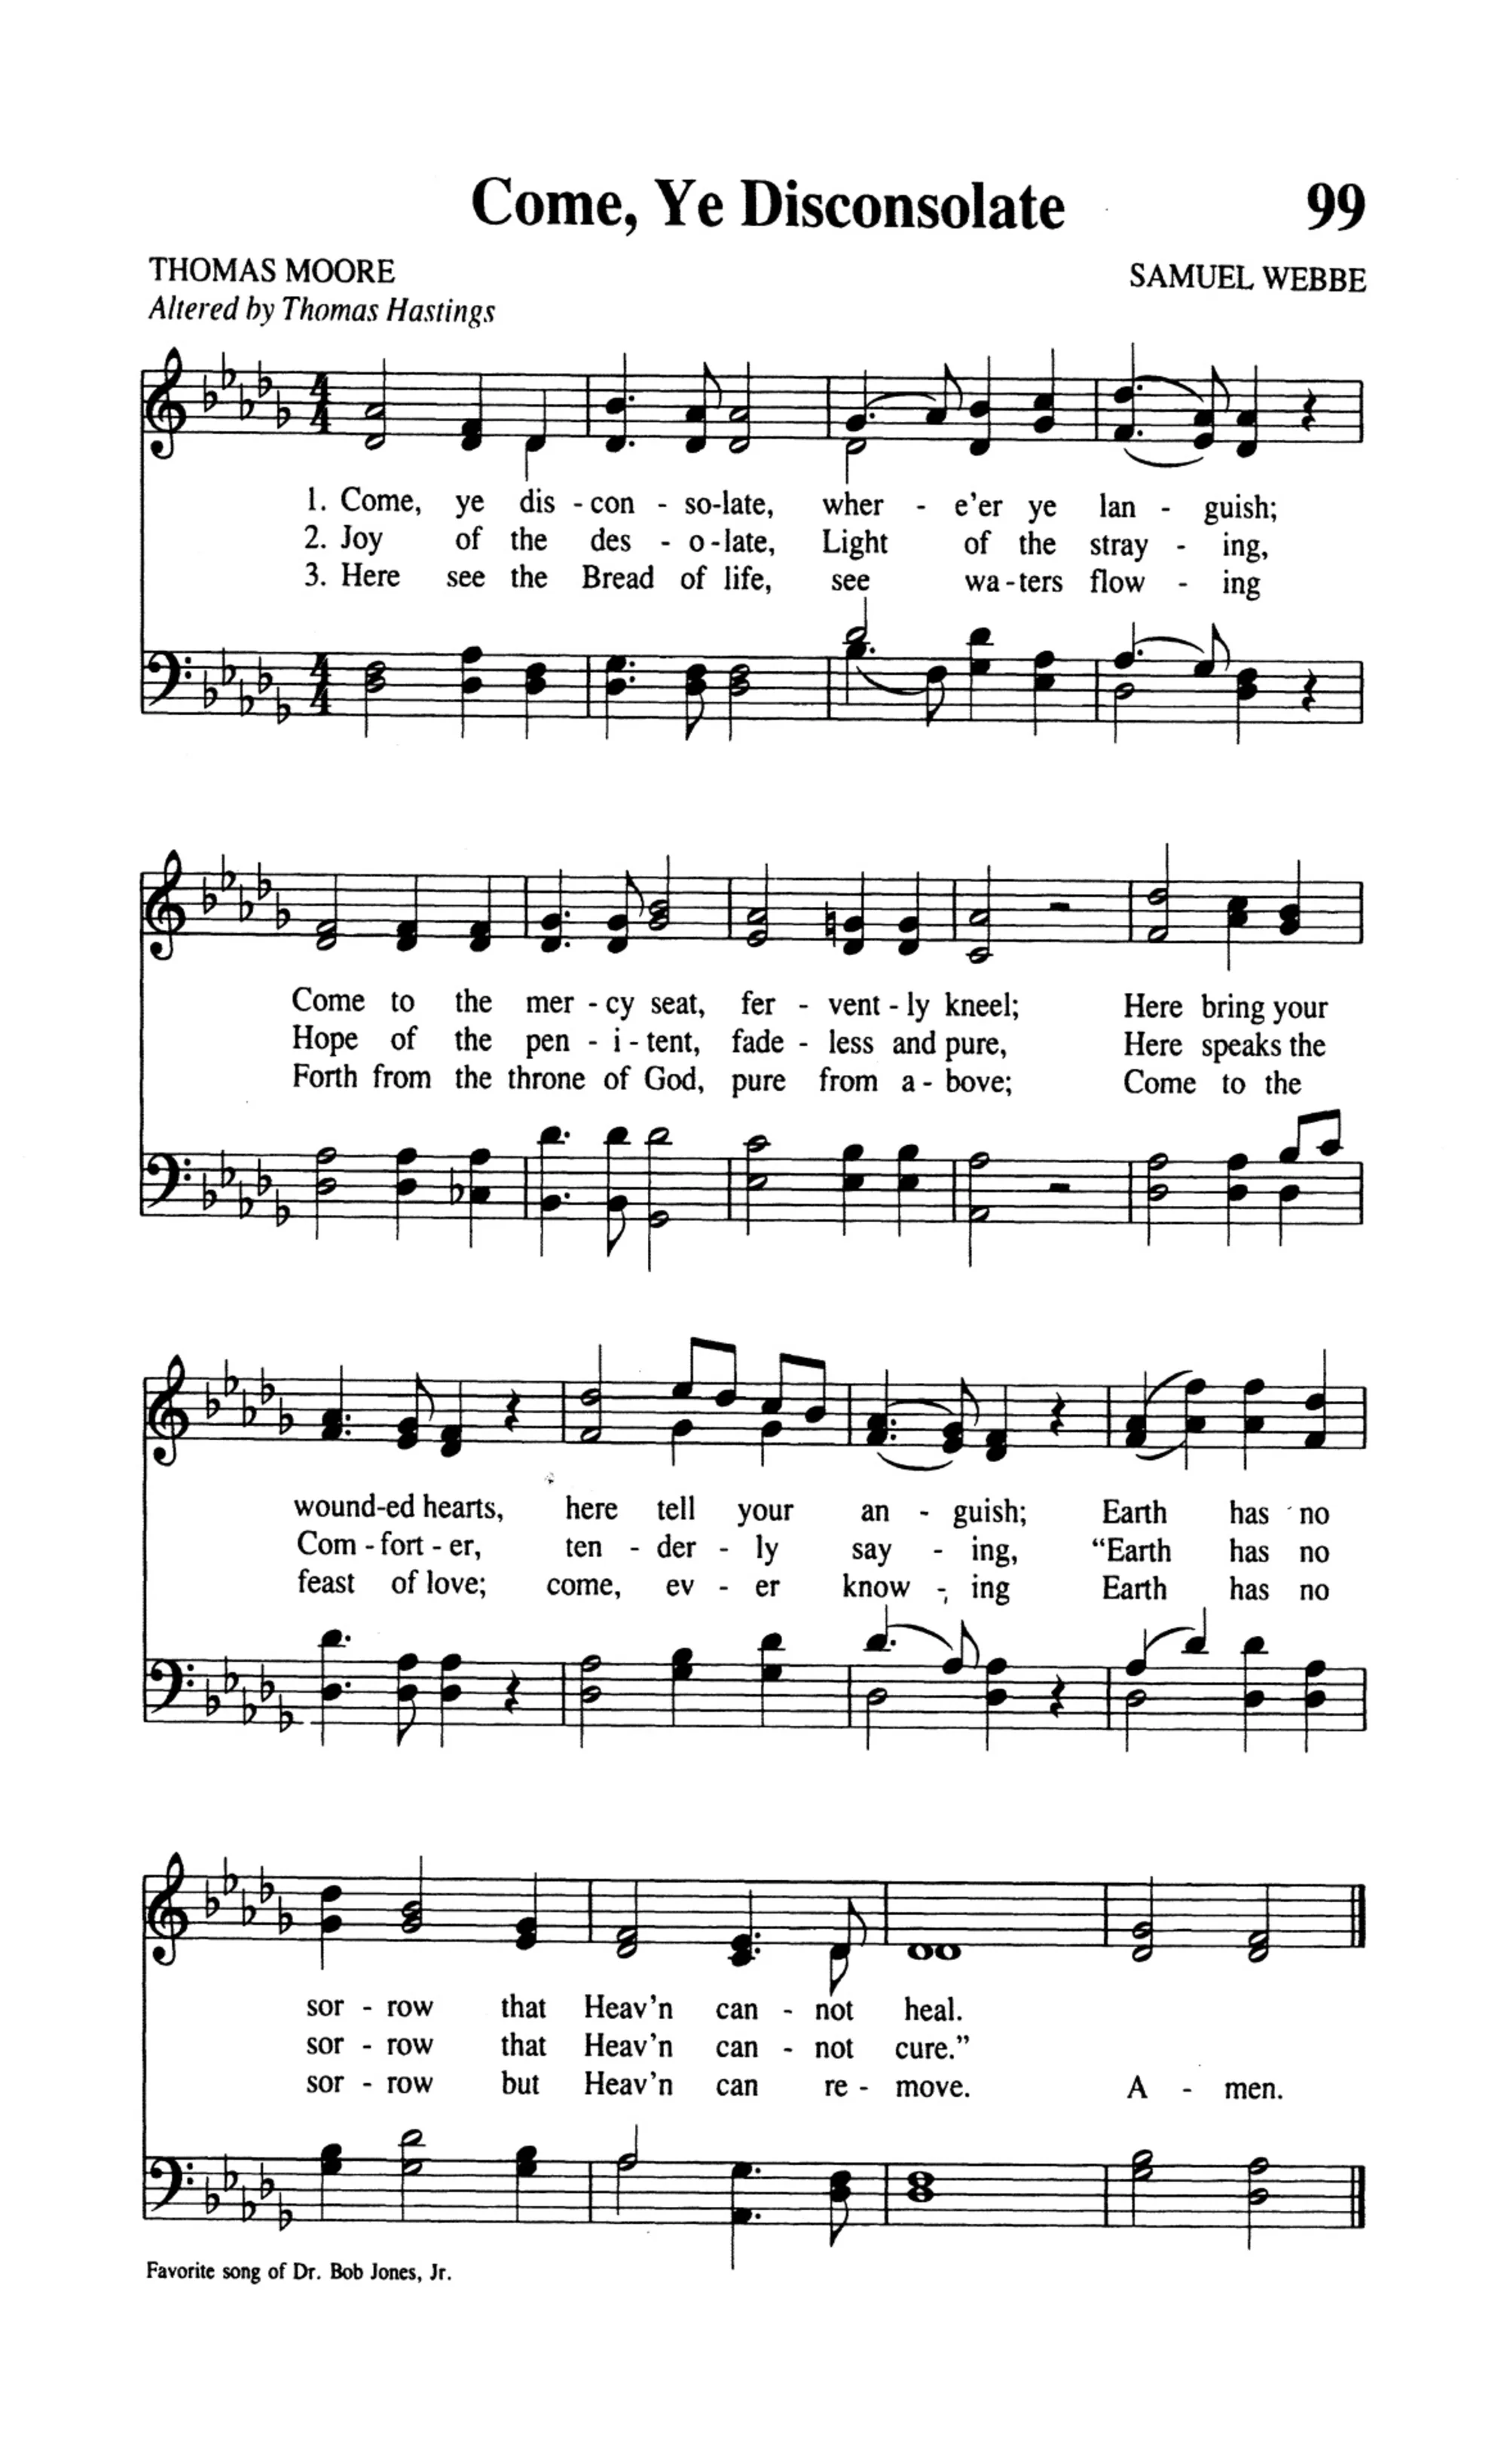 Come, Ye Disconsolate 99
THOMAS MOORE SAMUEL WEBBE
Altered by Thomas Hastings
1. Come, ye dis - con - so-late, wher - e'er ye lan - guish;
2. Joy of the des - o - late, Light of the stray - ing,
3. Here see the Bread of life, see wa - ters flow - ing
Come to the mer - cy seat, fer - vent - ly kneel; Here bring your
Hope of the pen - i - tent, fade - less and pure, Here speaks the
Forth from the throne of God, pure from a - bove; Come to the
wound-ed hearts, here tell your an - guish; Earth has no
Com - fort - er, ten - der - ly say - ing, “Earth has no
feast of love; come, ev - er know - ing Earth has no
sor - row that Heav'n can - not heal.
sor - row that Heav'n can - not cure.”
sor - row but Heav'n can re - move. A - men.
Favorite song of Dr. Bob Jones, Jr.